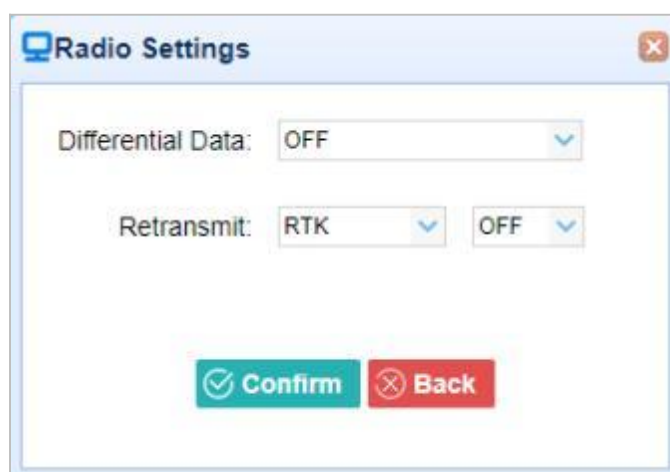 Radio Settings
Differential Data: OFF
Retransmit: RTK OFF
Confirm Back